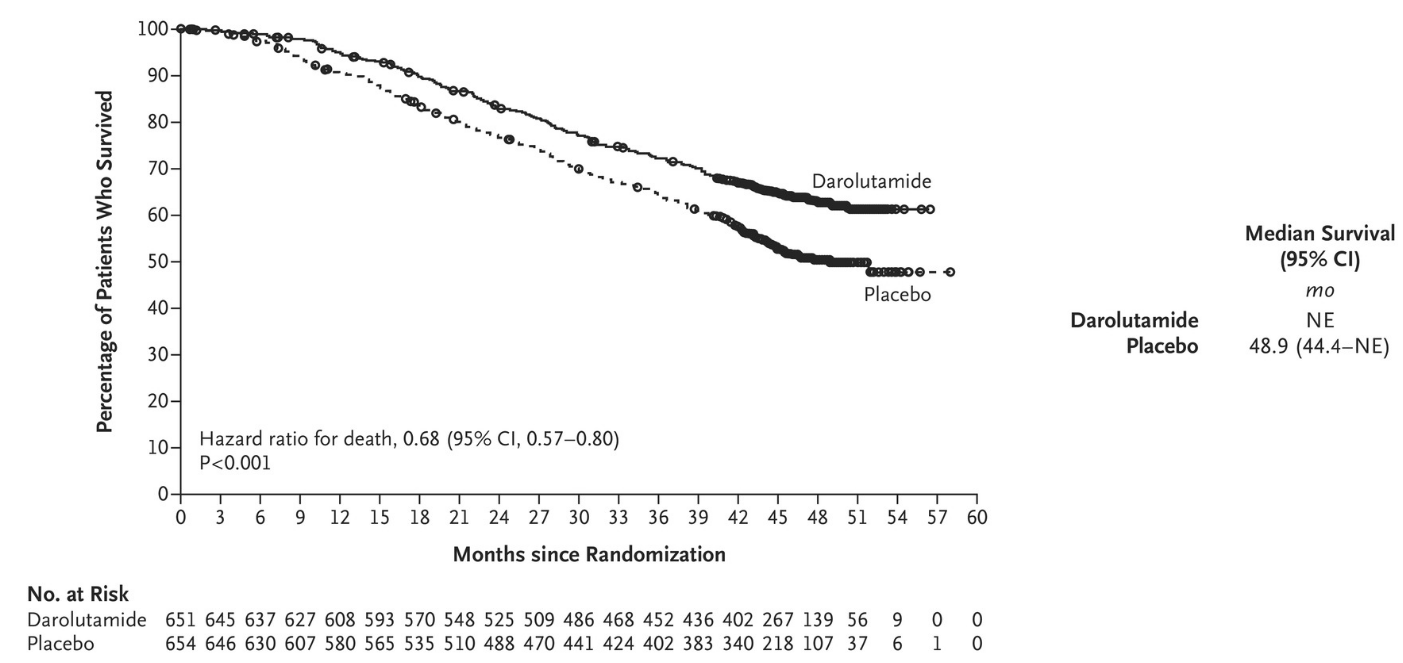 Percentage of Patients Who Survived
100
90
80
70
60
50
40
30
20
10
0
Darolutamide
Placebo
Hazard ratio for death, 0.68 (95% CI, 0.57–0.80)
P<0.001
0 3 6 9 12 15 18 21 24 27 30 33 36 39 42 45 48 51 54 57 60
Months since Randomization
Median Survival
(95% CI)
mo
Darolutamide NE
Placebo 48.9 (44.4–NE)
No. at Risk
Darolutamide 651 645 637 627 608 593 570 548 525 509 486 468 452 436 402 267 139 56 9 0 0
Placebo 654 646 630 607 580 565 535 510 488 470 441 424 402 383 340 218 107 37 6 1 0